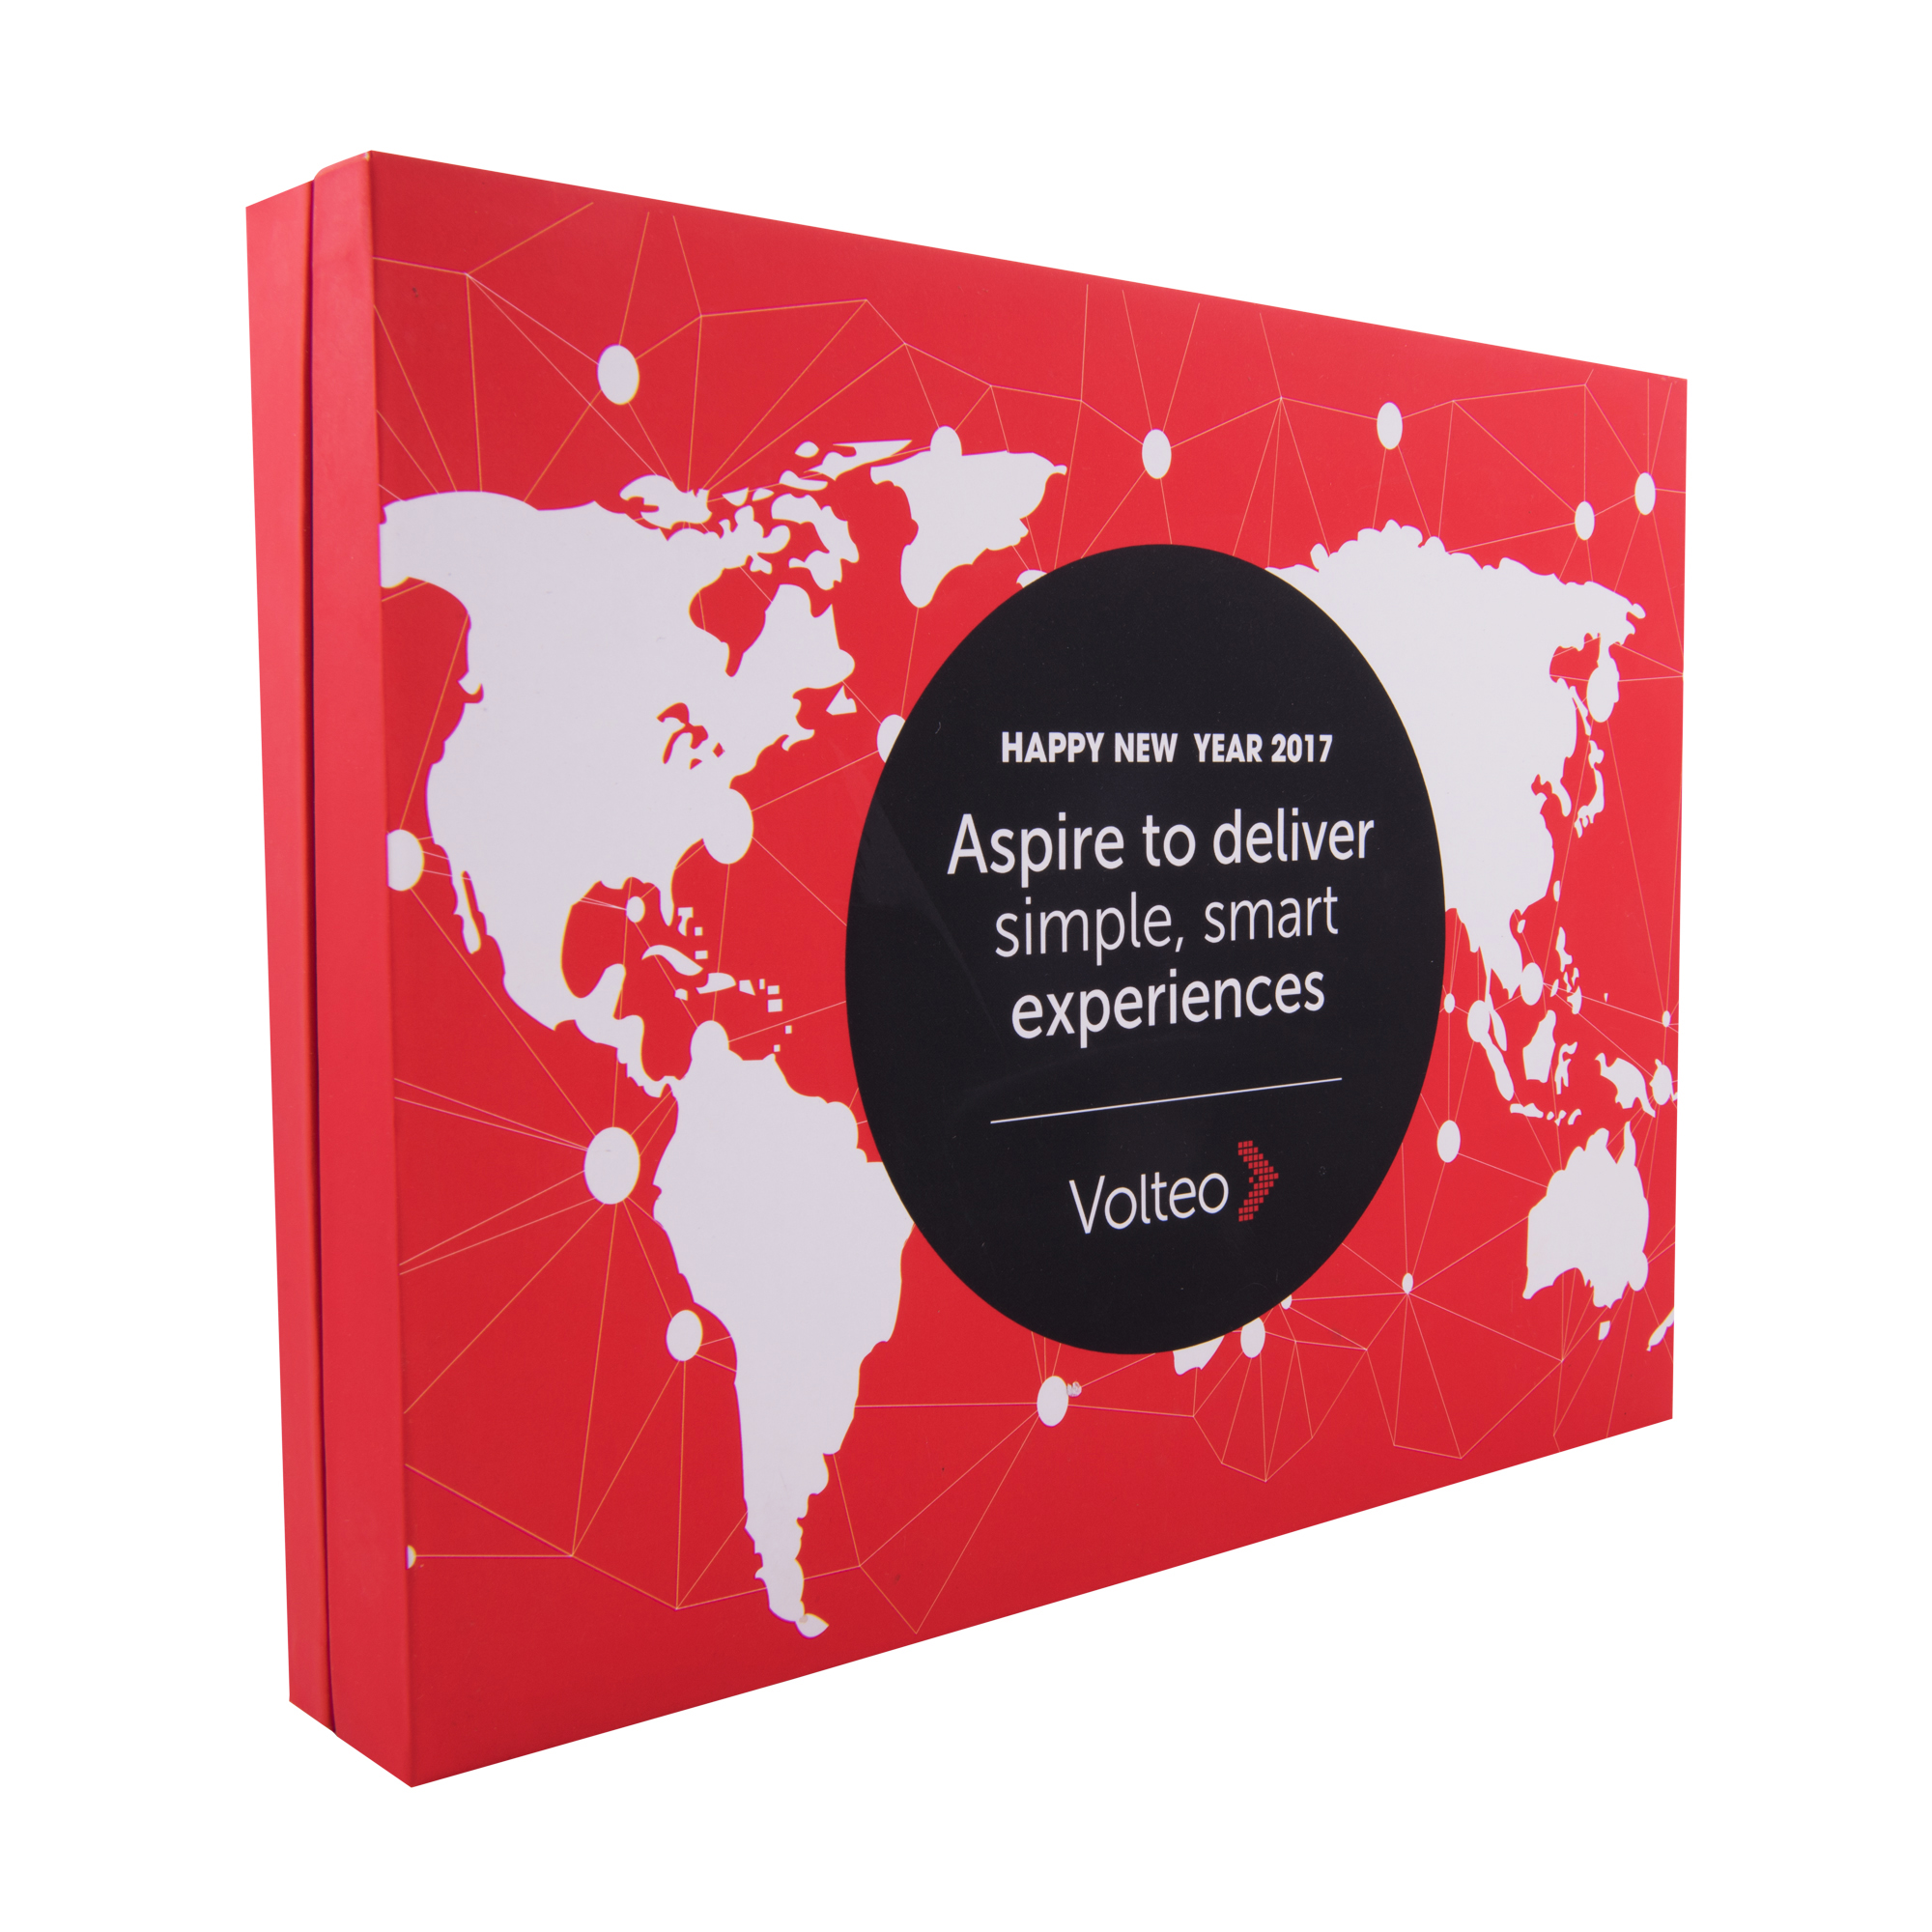 HAPPY NEW YEAR 2017
Aspire to deliver
simple, smart
experiences
Volteo